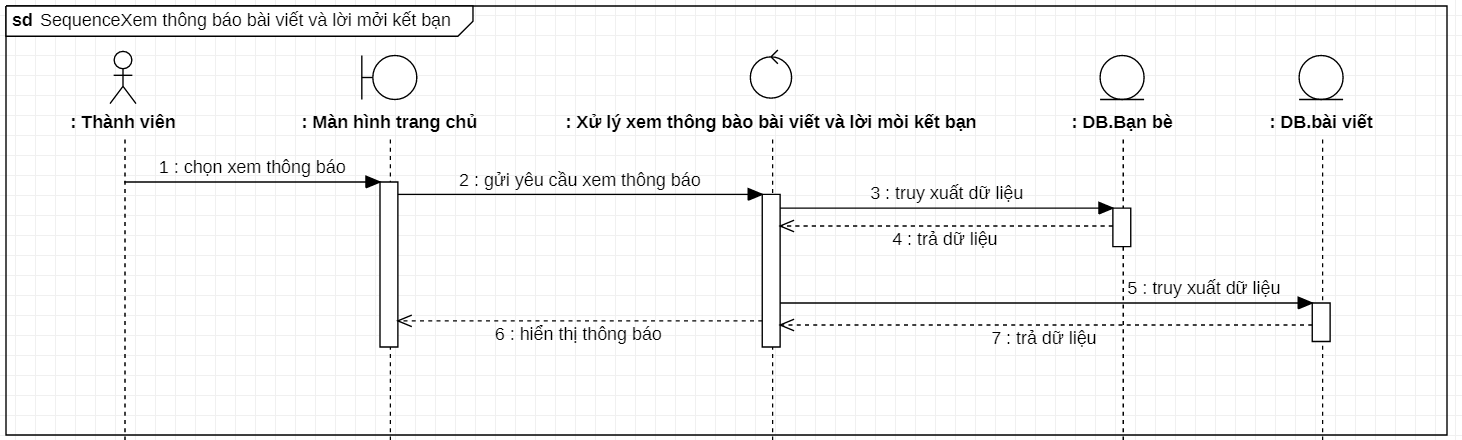 sd SequenceXem thông báo bài viết và lời mởi kết bạn
: Thành viên
: Màn hình trang chủ
: Xử lý xem thông bào bài viết và lời mòi kết bạn
: DB.Bạn bè
: DB.bài viết
1 : chọn xem thông báo
2 : gửi yêu cầu xem thông báo
3 : truy xuất dữ liệu
4 : trả dữ liệu
5 : truy xuất dữ liệu
6 : hiển thị thông báo
7 : trả dữ liệu